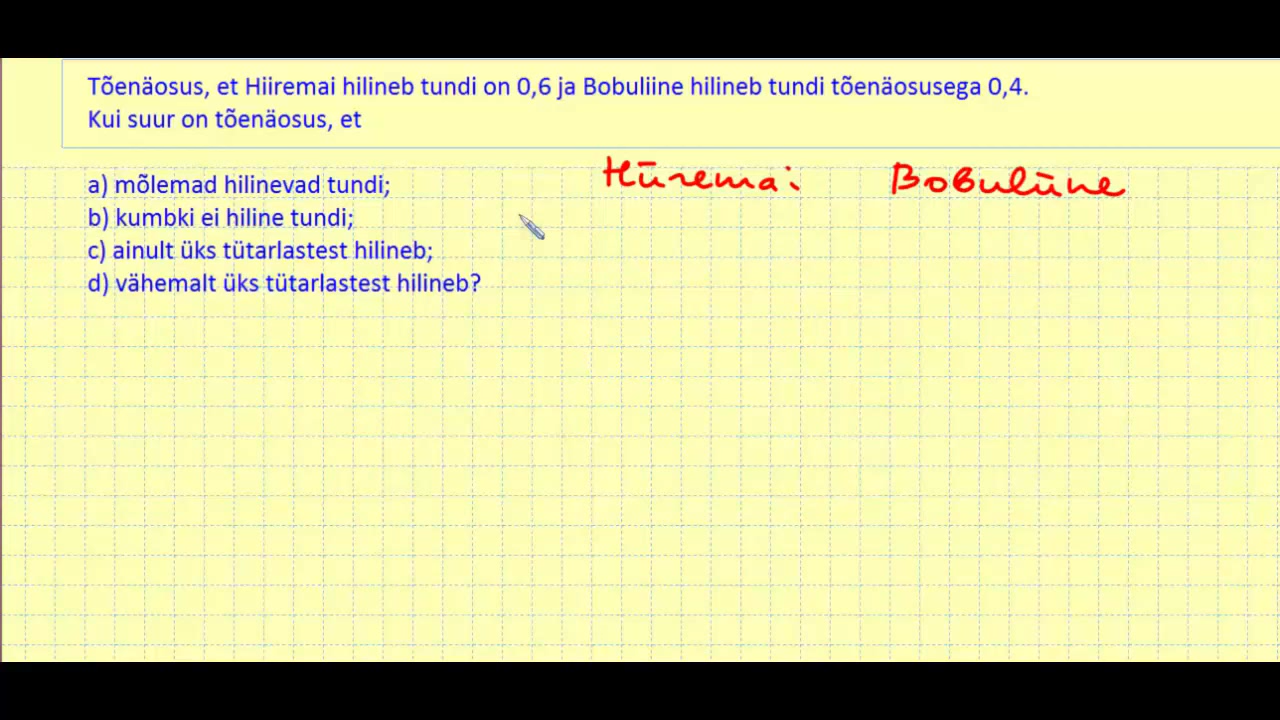 Tõenäosus, et Hiiremai hilineb tundi on 0,6 ja Bobuliine hilineb tundi tõenäosusega 0,4.
Kui suur on tõenäosus, et
a) mõlemad hilinevad tundi;
b) kumbki ei hiline tundi;
c) ainult üks tütarlastest hilineb;
d) vähemalt üks tütarlastest hilineb?
Hiiremai Bobuliine